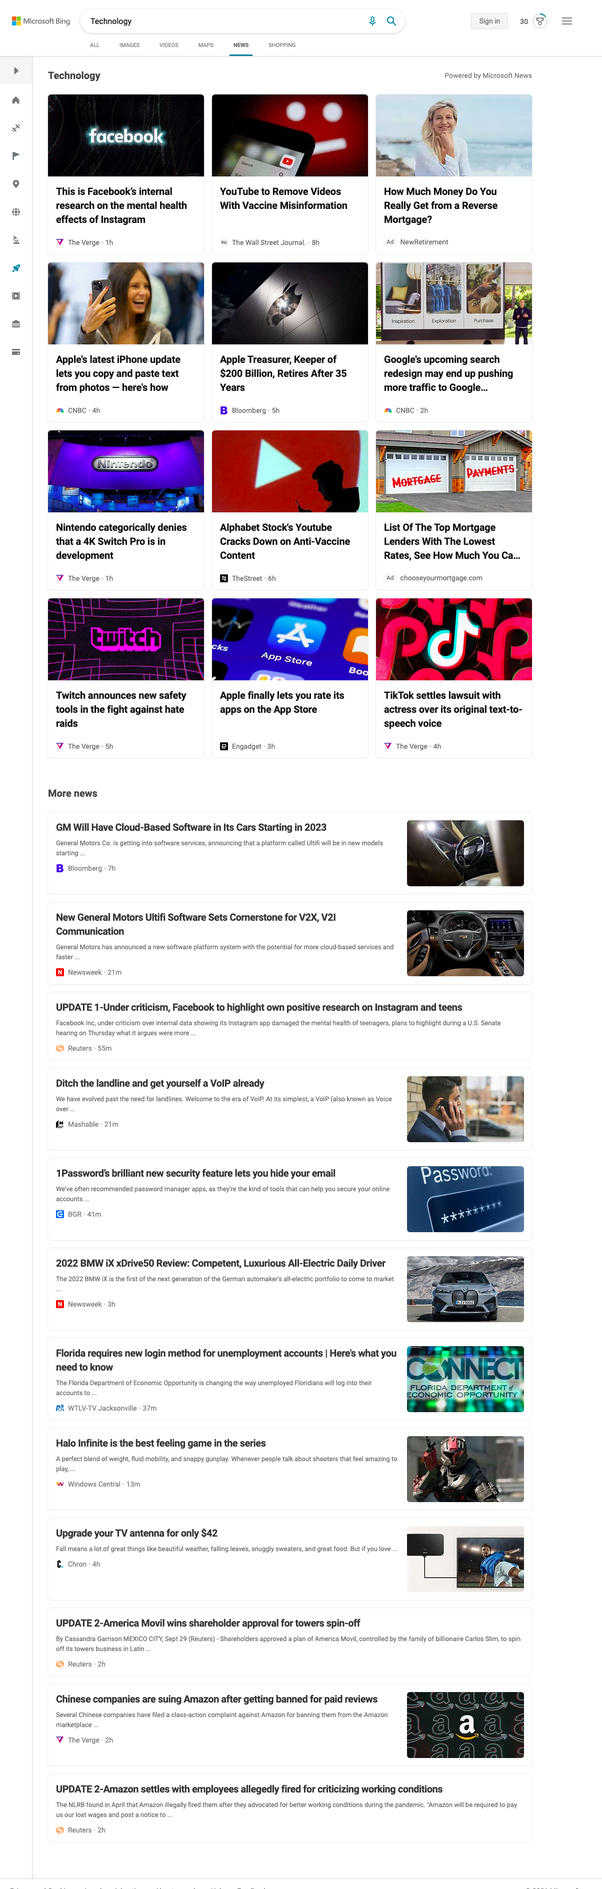 Microsoft Bing
Technology
Sign in
30
ALL
IMAGES
VIDEOS
MAPS
NEWS
SHOPPING
Technology
Powered by Microsoft News
facebook
This is Facebook's internal
research on the mental health
effects of Instagram
The Verge · 1h
YouTube to Remove Videos
With Vaccine Misinformation
The Wall Street Journal. · 8h
How Much Money Do You
Really Get from a Reverse
Mortgage?
Ad NewRetirement
Apple's latest iPhone update
lets you copy and paste text
from photos — here's how
CNBC · 4h
Apple Treasurer, Keeper of
$200 Billion, Retires After 35
Years
Bloomberg · 5h
Inspiration
Exploration
Purchase
Google's upcoming search
redesign may end up pushing
more traffic to Google...
CNBC · 2h
Nintendo
Nintendo categorically denies
that a 4K Switch Pro is in
development
The Verge · 1h
Alphabet Stock's Youtube
Cracks Down on Anti-Vaccine
Content
TheStreet · 6h
MORTGAGE
PAYMENTS
List Of The Top Mortgage
Lenders With The Lowest
Rates, See How Much You Ca...
Ad chooseyourmortgage.com
twitch
Twitch announces new safety
tools in the fight against hate
raids
The Verge · 5h
Weather
cks
App Store
Boo
Apple finally lets you rate its
apps on the App Store
Engadget · 3h
TikTok settles lawsuit with
actress over its original text-to-
speech voice
The Verge · 4h
More news
GM Will Have Cloud-Based Software in Its Cars Starting in 2023
General Motors Co. is getting into software services, announcing that a platform called Ultifi will be in new models
starting ...
Bloomberg · 7h
New General Motors Ultifi Software Sets Cornerstone for V2X, V2I
Communication
General Motors has announced a new software platform system with the potential for more cloud-based services and
faster ...
Newsweek · 21m
UPDATE 1-Under criticism, Facebook to highlight own positive research on Instagram and teens
Facebook Inc, under criticism over internal data showing its Instagram app damaged the mental health of teenagers, plans to highlight during a U.S. Senate
hearing on Thursday what it argues were more ...
Reuters · 55m
Ditch the landline and get yourself a VoIP already
We have evolved past the need for landlines. Welcome to the era of VoIP. At its simplest, a VoIP (also known as Voice
over ...
Mashable · 21m
1Password's brilliant new security feature lets you hide your email
We've often recommended password manager apps, as they're the kind of tools that can help you secure your online
accounts ...
BGR · 41m
Password:
********
2022 BMW iX xDrive50 Review: Competent, Luxurious All-Electric Daily Driver
The 2022 BMW iX is the first of the next generation of the German automaker's all-electric portfolio to come to market
...
Newsweek · 3h
Florida requires new login method for unemployment accounts | Here's what you
need to know
The Florida Department of Economic Opportunity is changing the way unemployed Floridians will log into their
accounts to ...
WTLV-TV Jacksonville · 37m
CONNECT
FLORIDA DEPARTMENT of
ECONOMIC OPPORTUNITY
Halo Infinite is the best feeling game in the series
A perfect blend of weight, fluid mobility, and snappy gunplay. Whenever people talk about shooters that feel amazing to
play, ...
Windows Central · 13m
Upgrade your TV antenna for only $42
Fall means a lot of great things like beautiful weather, falling leaves, snuggly sweaters, and great food. But if you love ...
Chron · 4h
UPDATE 2-America Movil wins shareholder approval for towers spin-off
By Cassandra Garrison MEXICO CITY, Sept 29 (Reuters) - Shareholders approved a plan of America Movil, controlled by the family of billionaire Carlos Slim, to spin
off its towers business in Latin ...
Reuters · 2h
Chinese companies are suing Amazon after getting banned for paid reviews
Several Chinese companies have filed a class-action complaint against Amazon for banning them from the Amazon
marketplace ...
The Verge · 2h
UPDATE 2-Amazon settles with employees allegedly fired for criticizing working conditions
The NLRB found in April that Amazon illegally fired them after they advocated for better working conditions during the pandemic. "Amazon will be required to pay
us our lost wages and post a notice to ...
Reuters · 2h